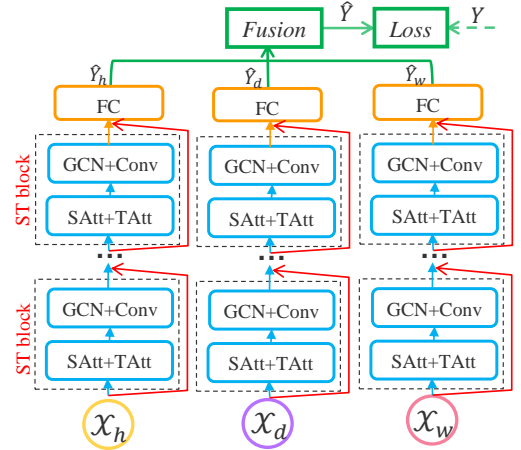 Fusion Ŷ Loss Y
Ŷ_h Ŷ_d Ŷ_w
FC FC FC
ST block
GCN+Conv GCN+Conv GCN+Conv
SAtt+TAtt SAtt+TAtt SAtt+TAtt
... ... ...
ST block
GCN+Conv GCN+Conv GCN+Conv
SAtt+TAtt SAtt+TAtt SAtt+TAtt
𝒳_h 𝒳_d 𝒳_w